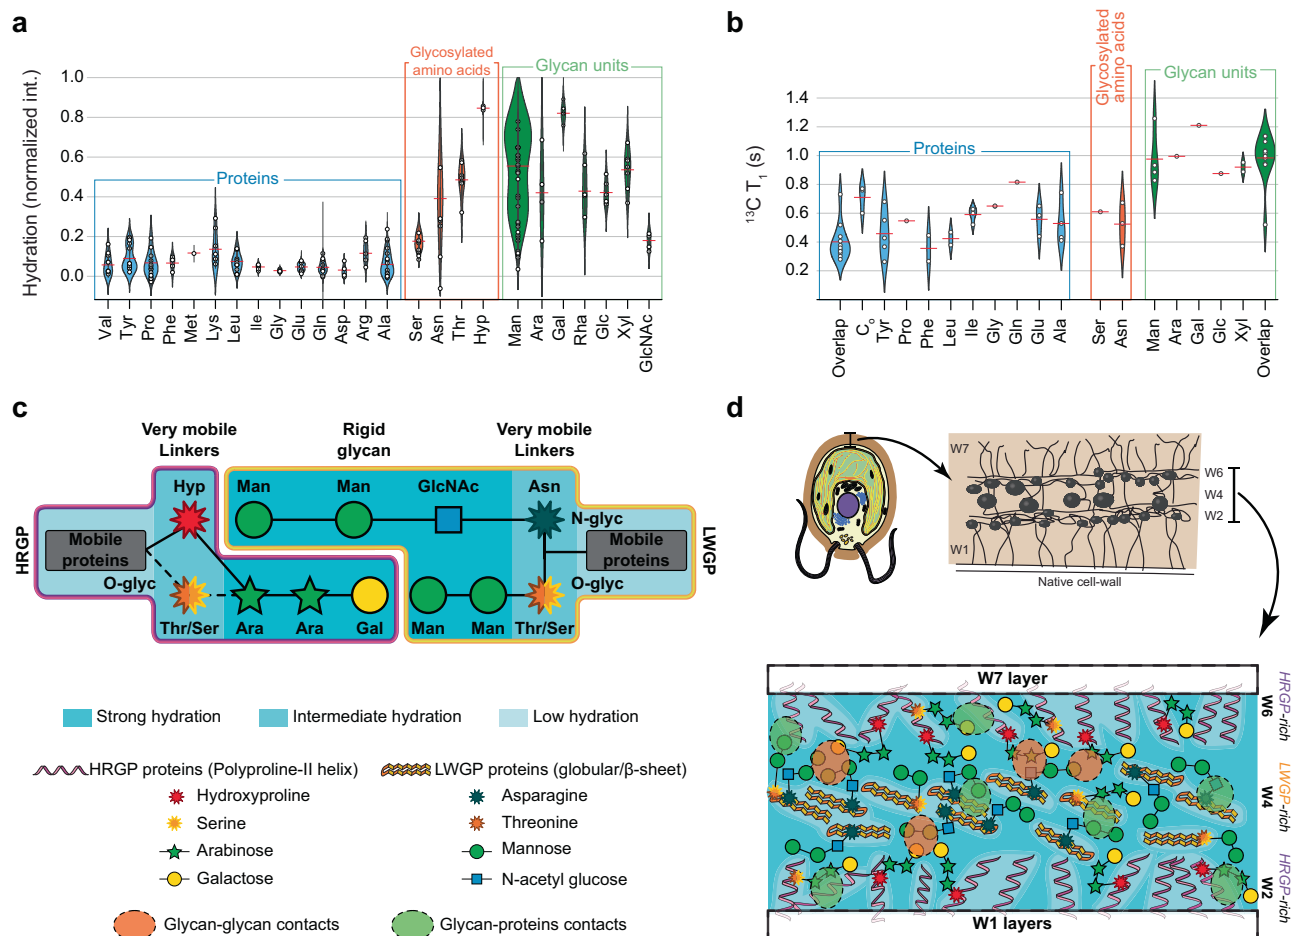 a
Glycosylated
amino acids
Glycan units
Proteins
Hydration (normalized int.)
1.0
0.8
0.6
0.4
0.2
0.0
Val
Tyr
Pro
Phe
Met
Lys
Leu
Ile
Gly
Glu
Gln
Asp
Arg
Ala
Ser
Asn
Thr
Hyp
Man
Ara
Gal
Rha
Glc
Xyl
GlcNAc
b
Glycosylated
amino acids
Glycan units
Proteins
¹³C T₁ (s)
1.4
1.2
1.0
0.8
0.6
0.4
0.2
Overlap
Cα
Tyr
Pro
Phe
Leu
Ile
Gly
Gln
Glu
Ala
Ser
Asn
Man
Ara
Gal
Glc
Xyl
Overlap
c
Very mobile
Linkers
Rigid
glycan
Very mobile
Linkers
Hyp
Man
Man
GlcNAc
Asn
N-glyc
HRGP
Mobile
proteins
Mobile
proteins
LWGP
O-glyc
O-glyc
Thr/Ser
Ara
Ara
Gal
Man
Man
Thr/Ser
Strong hydration
Intermediate hydration
Low hydration
HRGP proteins (Polyproline-II helix)
LWGP proteins (globular/β-sheet)
Hydroxyproline
Asparagine
Serine
Threonine
Arabinose
Mannose
Galactose
N-acetyl glucose
Glycan-glycan contacts
Glycan-proteins contacts
d
W7
W6
W4
W2
W1
Native cell-wall
W7 layer
W6
HRGP-rich
W4
LWGP-rich
W2
HRGP-rich
W1 layers